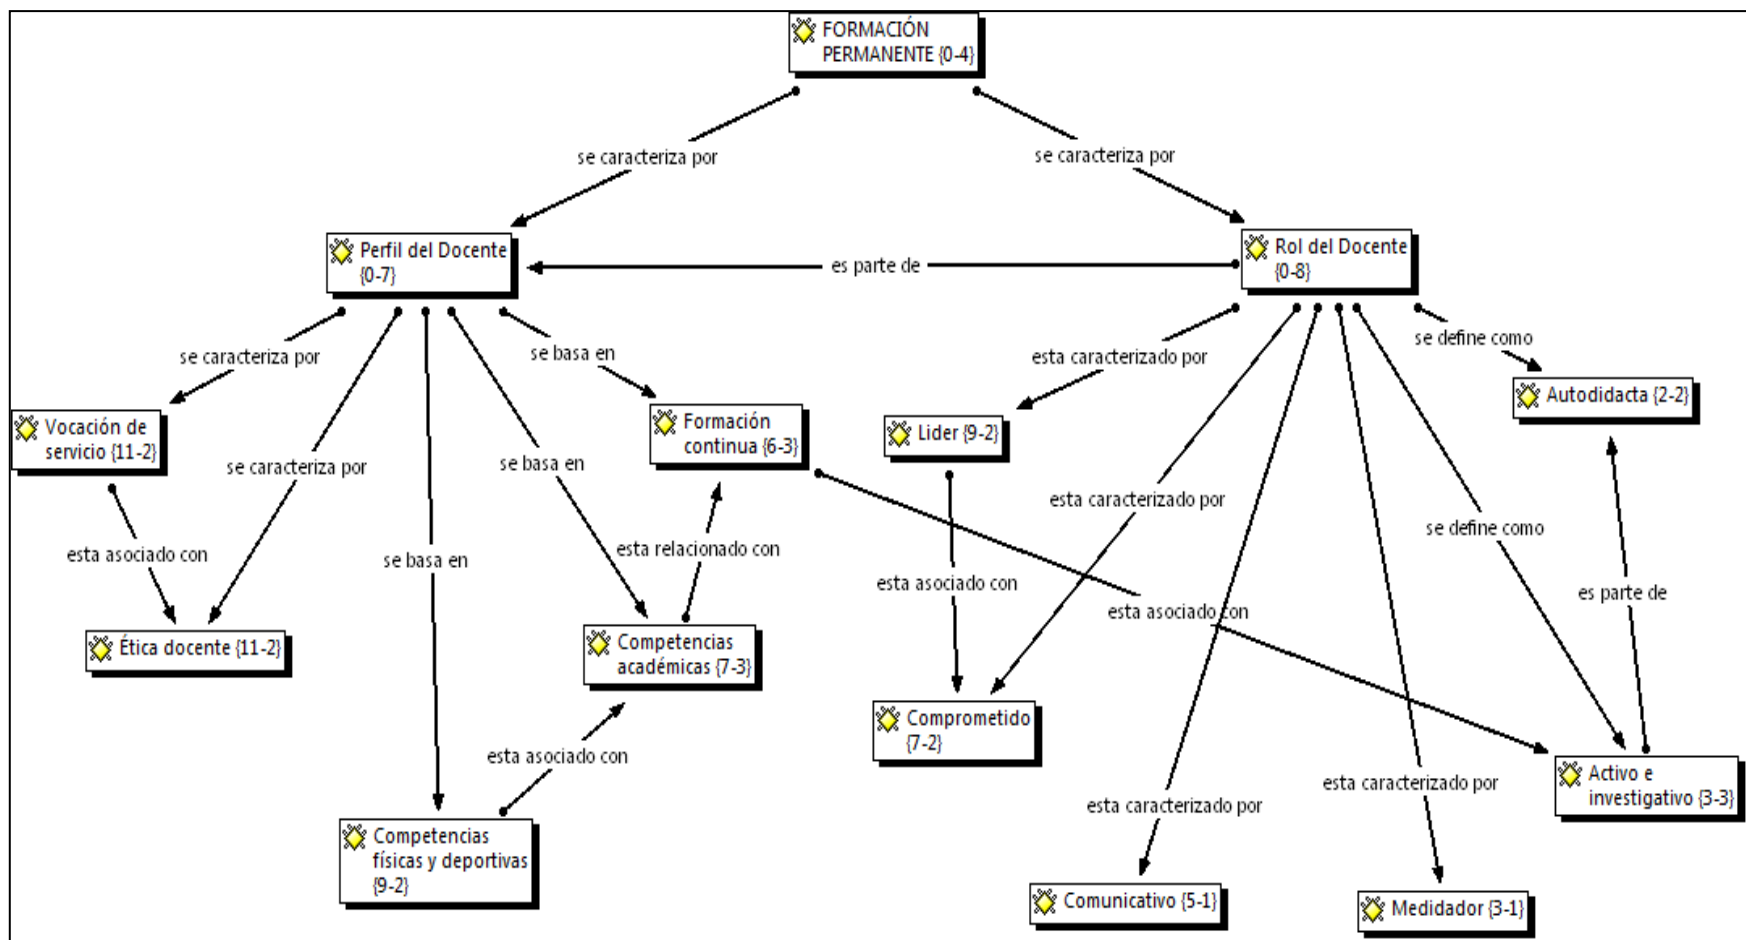 FORMACIÓN
PERMANENTE {0-4}
se caracteriza por
se caracteriza por
Perfil del Docente
{0-7}
es parte de
Rol del Docente
{0-8}
se caracteriza por
se basa en
esta caracterizado por
se define como
Vocación de
servicio {11-2}
Formación
continua {6-3}
Lider {9-2}
Autodidacta {2-2}
se caracteriza por
se basa en
esta caracterizado por
se define como
esta asociado con
se basa en
esta relacionado con
esta asociado con
esta asociado con
es parte de
Ética docente {11-2}
Competencias
académicas {7-3}
Comprometido
{7-2}
esta asociado con
esta caracterizado por
esta caracterizado por
Activo e
investigativo {3-3}
Competencias
físicas y deportivas
{9-2}
Comunicativo {5-1}
Medidador {3-1}